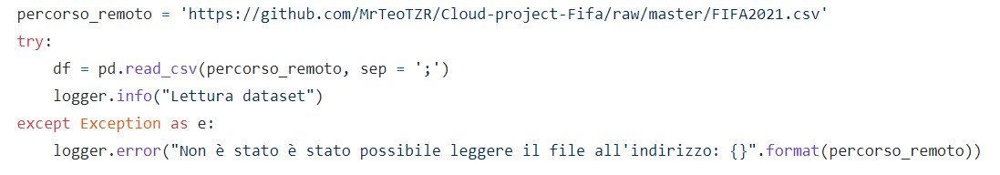 percorso_remoto = 'https://github.com/MrTeoTZR/Cloud-project-Fifa/raw/master/FIFA2021.csv'
try:
    df = pd.read_csv(percorso_remoto, sep = ';')
    logger.info("Lettura dataset")
except Exception as e:
    logger.error("Non è stato è stato possibile leggere il file all'indirizzo: {}".format(percorso_remoto))